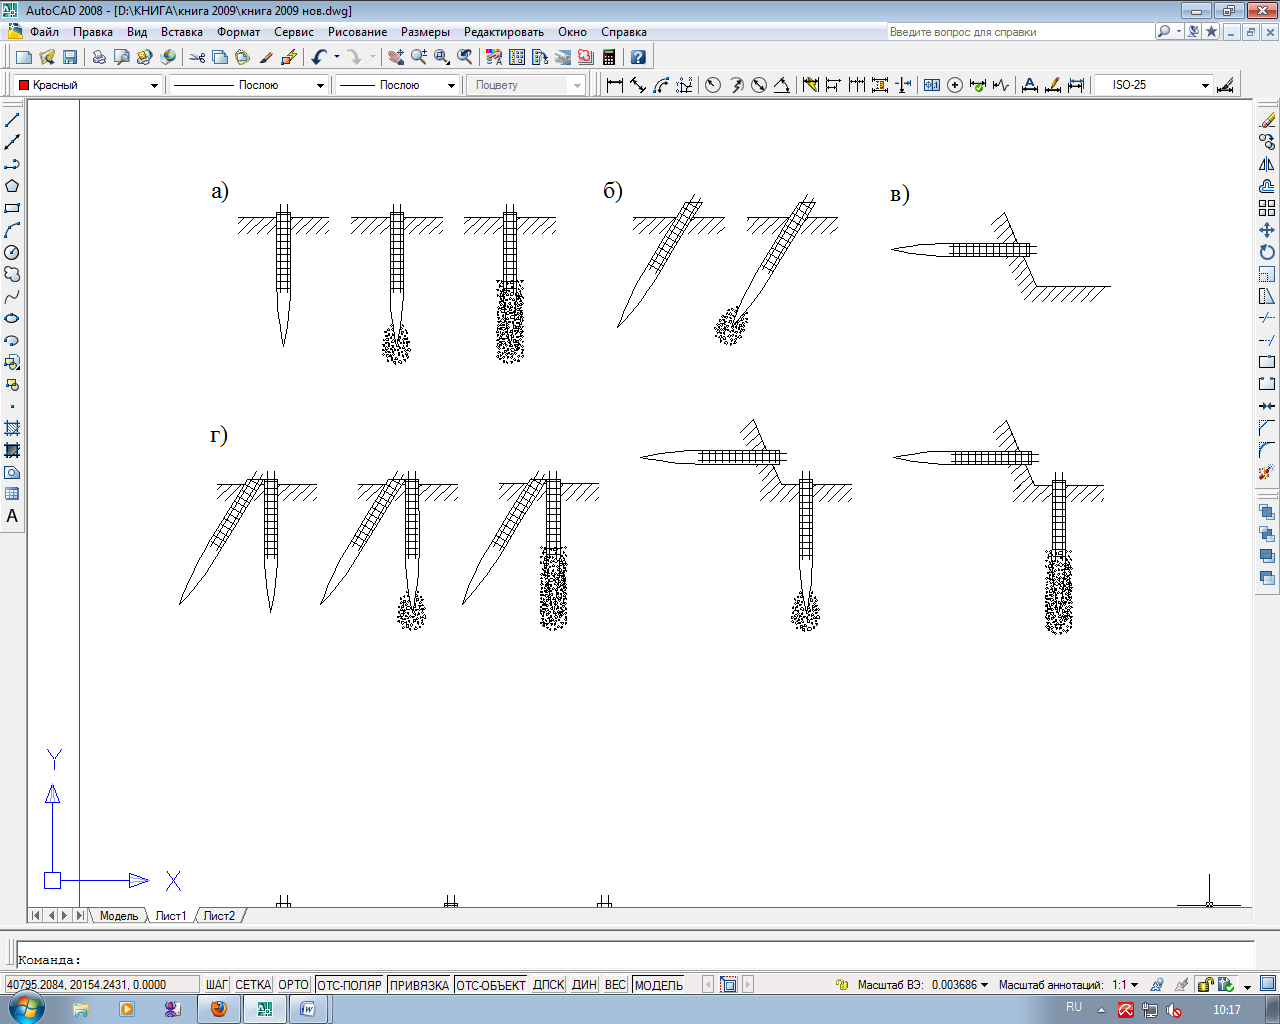 AutoCAD 2008 - [D:\КНИГА\книга 2009\книга 2009 нов.dwg]
Файл Правка Вид Вставка Формат Сервис Рисование Размеры Редактировать Окно Справка Введите вопрос для справки
Красный Послою Послою Поцвету ISO-25
а) б) в)
г)
A
Y
X
Модель Лист1 Лист2
Команда:
40795.2084, 20154.2431, 0.0000 ШАГ СЕТКА ОРТО ОТС-ПОЛЯР ПРИВЯЗКА ОТС-ОБЪЕКТ ДПСК ДИН ВЕС МОДЕЛЬ Масштаб ВЭ: 0.003686 Масштаб аннотаций: 1:1
RU 10:17